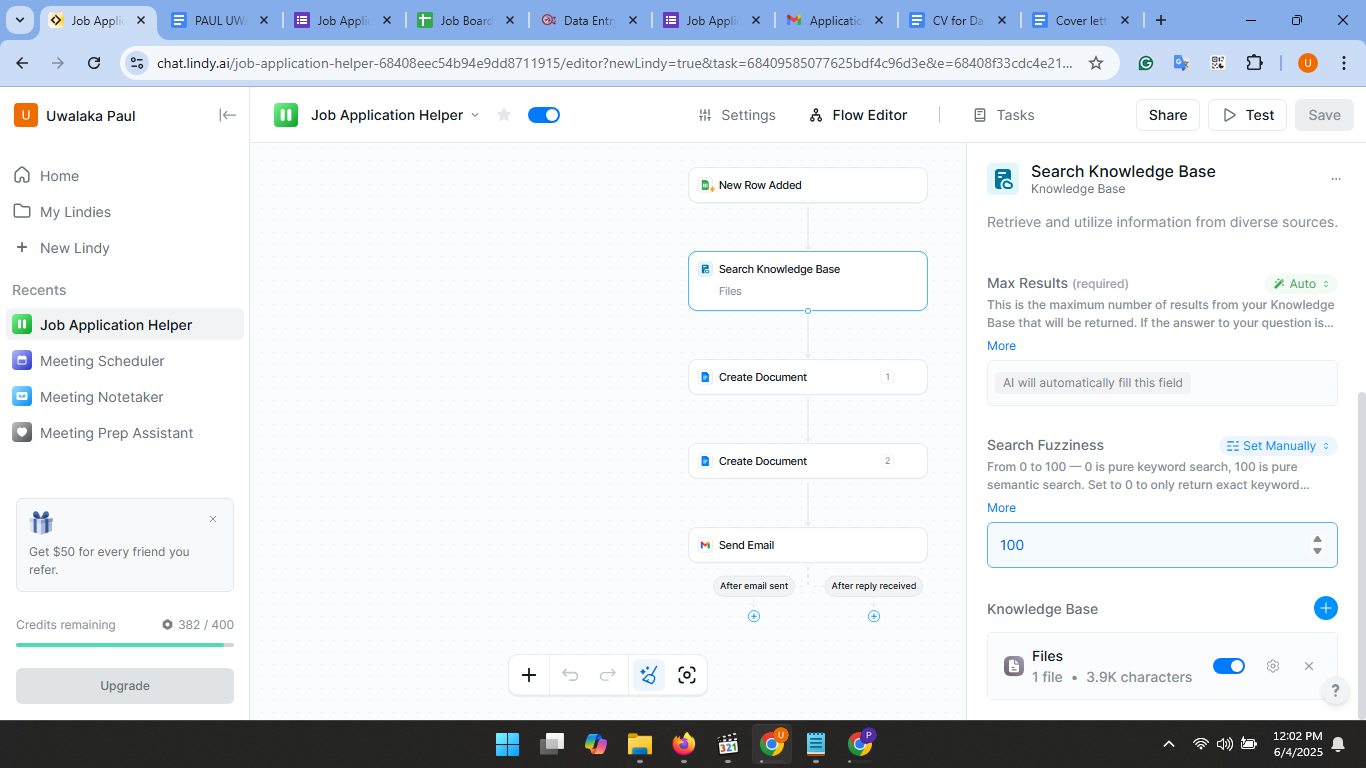 Job Applic
PAUL UWA
Job Appli
Job Board
Data Entr
Job Appli
Applicatio
CV for Da
Cover lett
chat.lindy.ai/job-application-helper-68408eec54b94e9dd8711915/editor?newLindy=true&task=68409585077625bdf4c96d3e&e=68408f33cdc4e21...
U
U
Uwalaka Paul
Job Application Helper
Settings
Flow Editor
Tasks
Share
Test
Save
Home
My Lindies
New Lindy
Recents
Job Application Helper
Meeting Scheduler
Meeting Notetaker
Meeting Prep Assistant
Get $50 for every friend you
refer.
Credits remaining
382 / 400
Upgrade
New Row Added
Search Knowledge Base
Files
Create Document
1
Create Document
2
Send Email
After email sent
After reply received
Search Knowledge Base
Knowledge Base
Retrieve and utilize information from diverse sources.
Max Results (required)
Auto
This is the maximum number of results from your Knowledge
Base that will be returned. If the answer to your question is...
More
AI will automatically fill this field
Search Fuzziness
Set Manually
From 0 to 100 — 0 is pure keyword search, 100 is pure
semantic search. Set to 0 to only return exact keyword...
More
100
Knowledge Base
Files
1 file • 3.9K characters
?
321
U
P
12:02 PM
6/4/2025